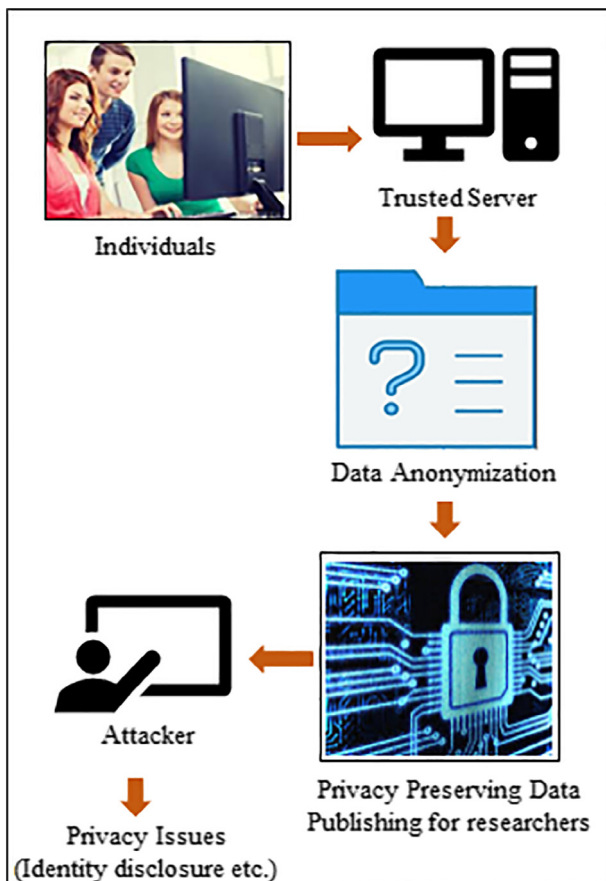 Individuals
Trusted Server
Data Anonymization
Privacy Preserving Data
Publishing for researchers
Attacker
Privacy Issues
(Identity disclosure etc.)